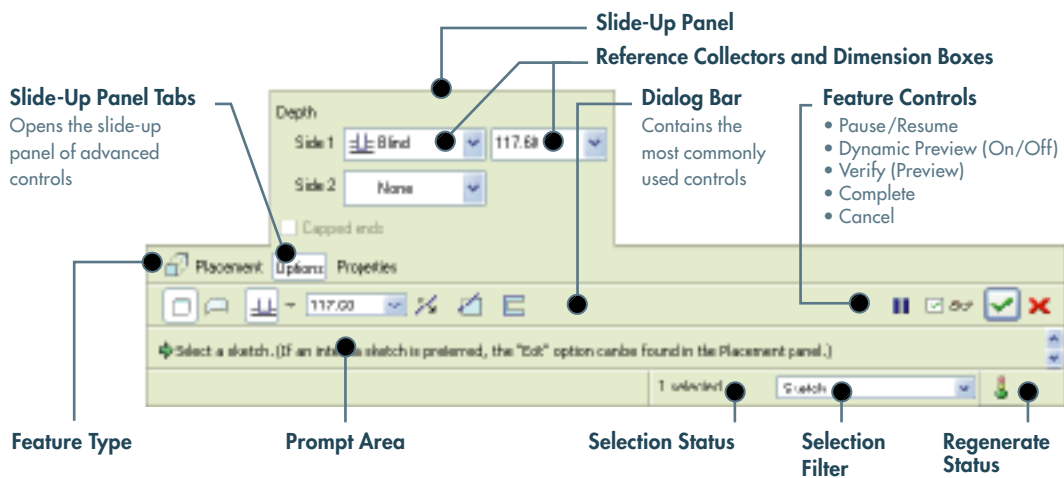 Slide-Up Panel
Reference Collectors and Dimension Boxes
Slide-Up Panel Tabs
Opens the slide-up
panel of advanced
controls
Dialog Bar
Contains the
most commonly
used controls
Feature Controls
• Pause/Resume
• Dynamic Preview (On/Off)
• Verify (Preview)
• Complete
• Cancel
Depth
Side 1 Blind 117.60
Side 2 None
Capped ends
Placement Options Properties
117.60
Select a sketch. (If an sketch is preferred, the "Edit" option canbe found in the Placement panel.)
1 selected Sketch
Feature Type
Prompt Area
Selection Status
Selection
Filter
Regenerate
Status